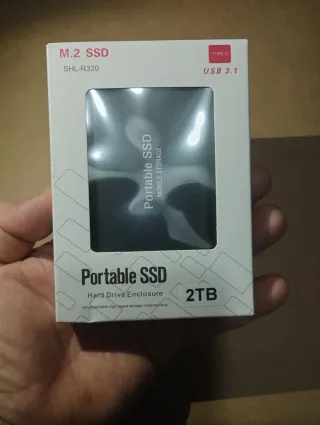 M.2 SSD
TYPE-C
SHL-R320
USB 3.1
Portable SSD
MOBILE STORAGE
Portable SSD
Hard Drive Enclosure
2TB